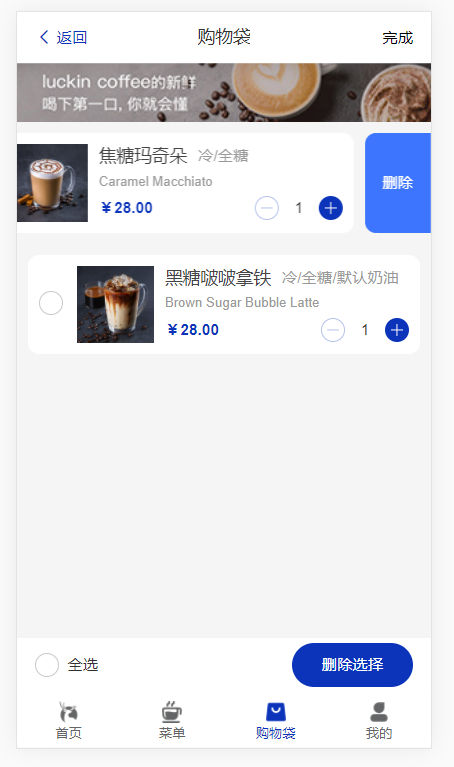 返回
购物袋
完成
luckin coffee的新鲜
喝下第一口, 你就会懂
焦糖玛奇朵 冷/全糖
Caramel Macchiato
￥28.00
1
删除
黑糖啵啵拿铁 冷/全糖/默认奶油
Brown Sugar Bubble Latte
￥28.00
1
全选
删除选择
首页
菜单
购物袋
我的